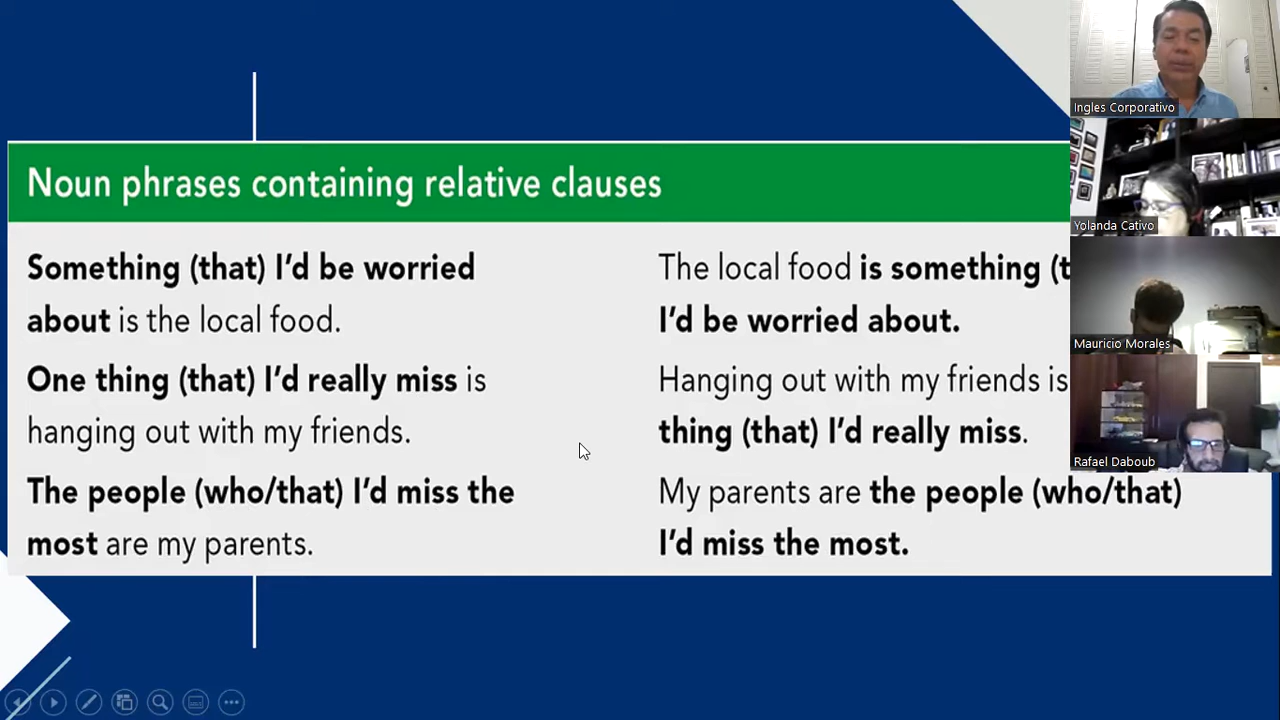 Noun phrases containing relative clauses
Something (that) I'd be worried
about is the local food.
One thing (that) I'd really miss is
hanging out with my friends.
The people (who/that) I'd miss the
most are my parents.
The local food is something (t
I'd be worried about.
Hanging out with my friends is
thing (that) I'd really miss.
My parents are the people (who/that)
I'd miss the most.
Ingles Corporativo
Yolanda Cativo
Mauricio Morales
Rafael Daboub